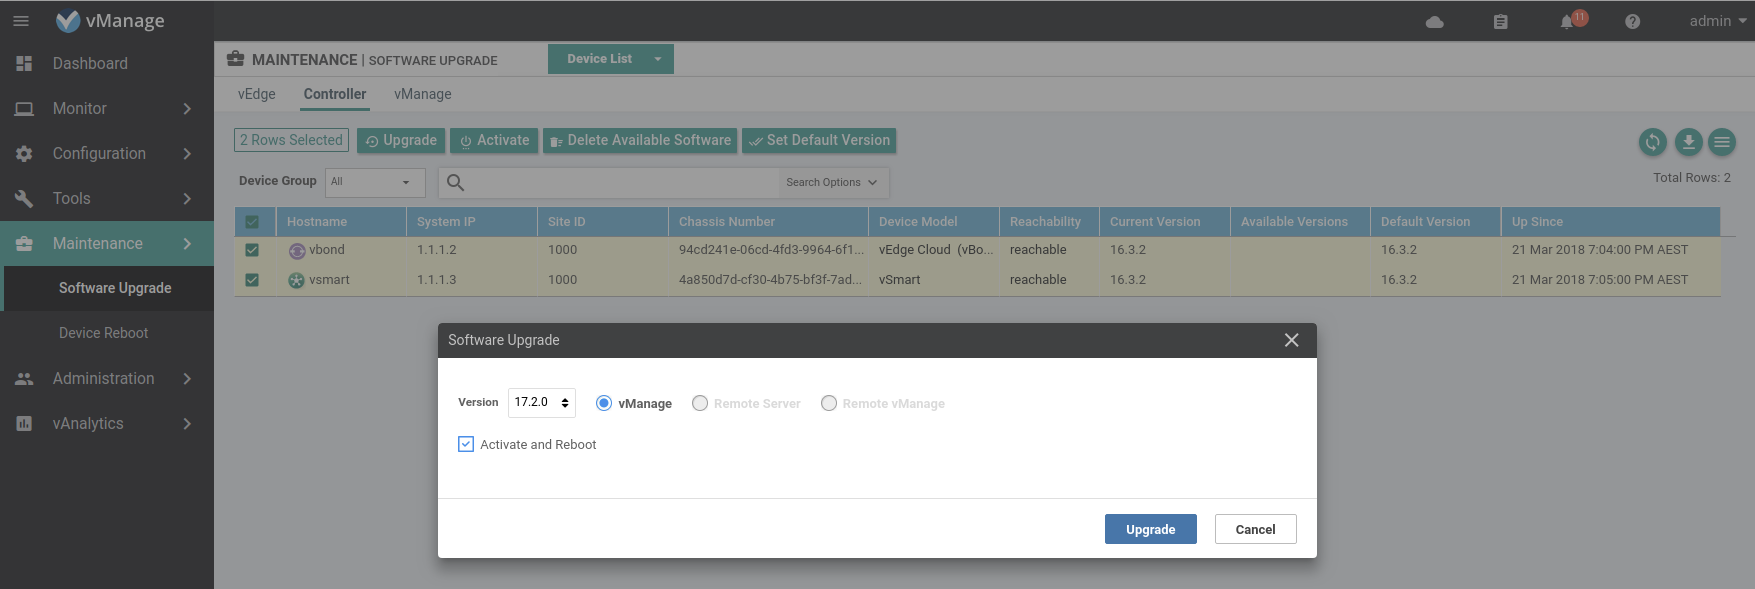 vManage
11
admin
Dashboard
Monitor
Configuration
Tools
Maintenance
Software Upgrade
Device Reboot
Administration
vAnalytics
MAINTENANCE | SOFTWARE UPGRADE
Device List
vEdge Controller vManage
2 Rows Selected Upgrade Activate Delete Available Software Set Default Version
Device Group All Search Options
Total Rows: 2
Hostname System IP Site ID Chassis Number Device Model Reachability Current Version Available Versions Default Version Up Since
vbond 1.1.1.2 1000 94cd241e-06cd-4fd3-9964-6f1... vEdge Cloud (vBo... reachable 16.3.2 16.3.2 21 Mar 2018 7:04:00 PM AEST
vsmart 1.1.1.3 1000 4a850d7d-cf30-4b75-bf3f-7ad... vSmart reachable 16.3.2 16.3.2 21 Mar 2018 7:05:00 PM AEST
Software Upgrade
Version 17.2.0 vManage Remote Server Remote vManage
Activate and Reboot
Upgrade Cancel